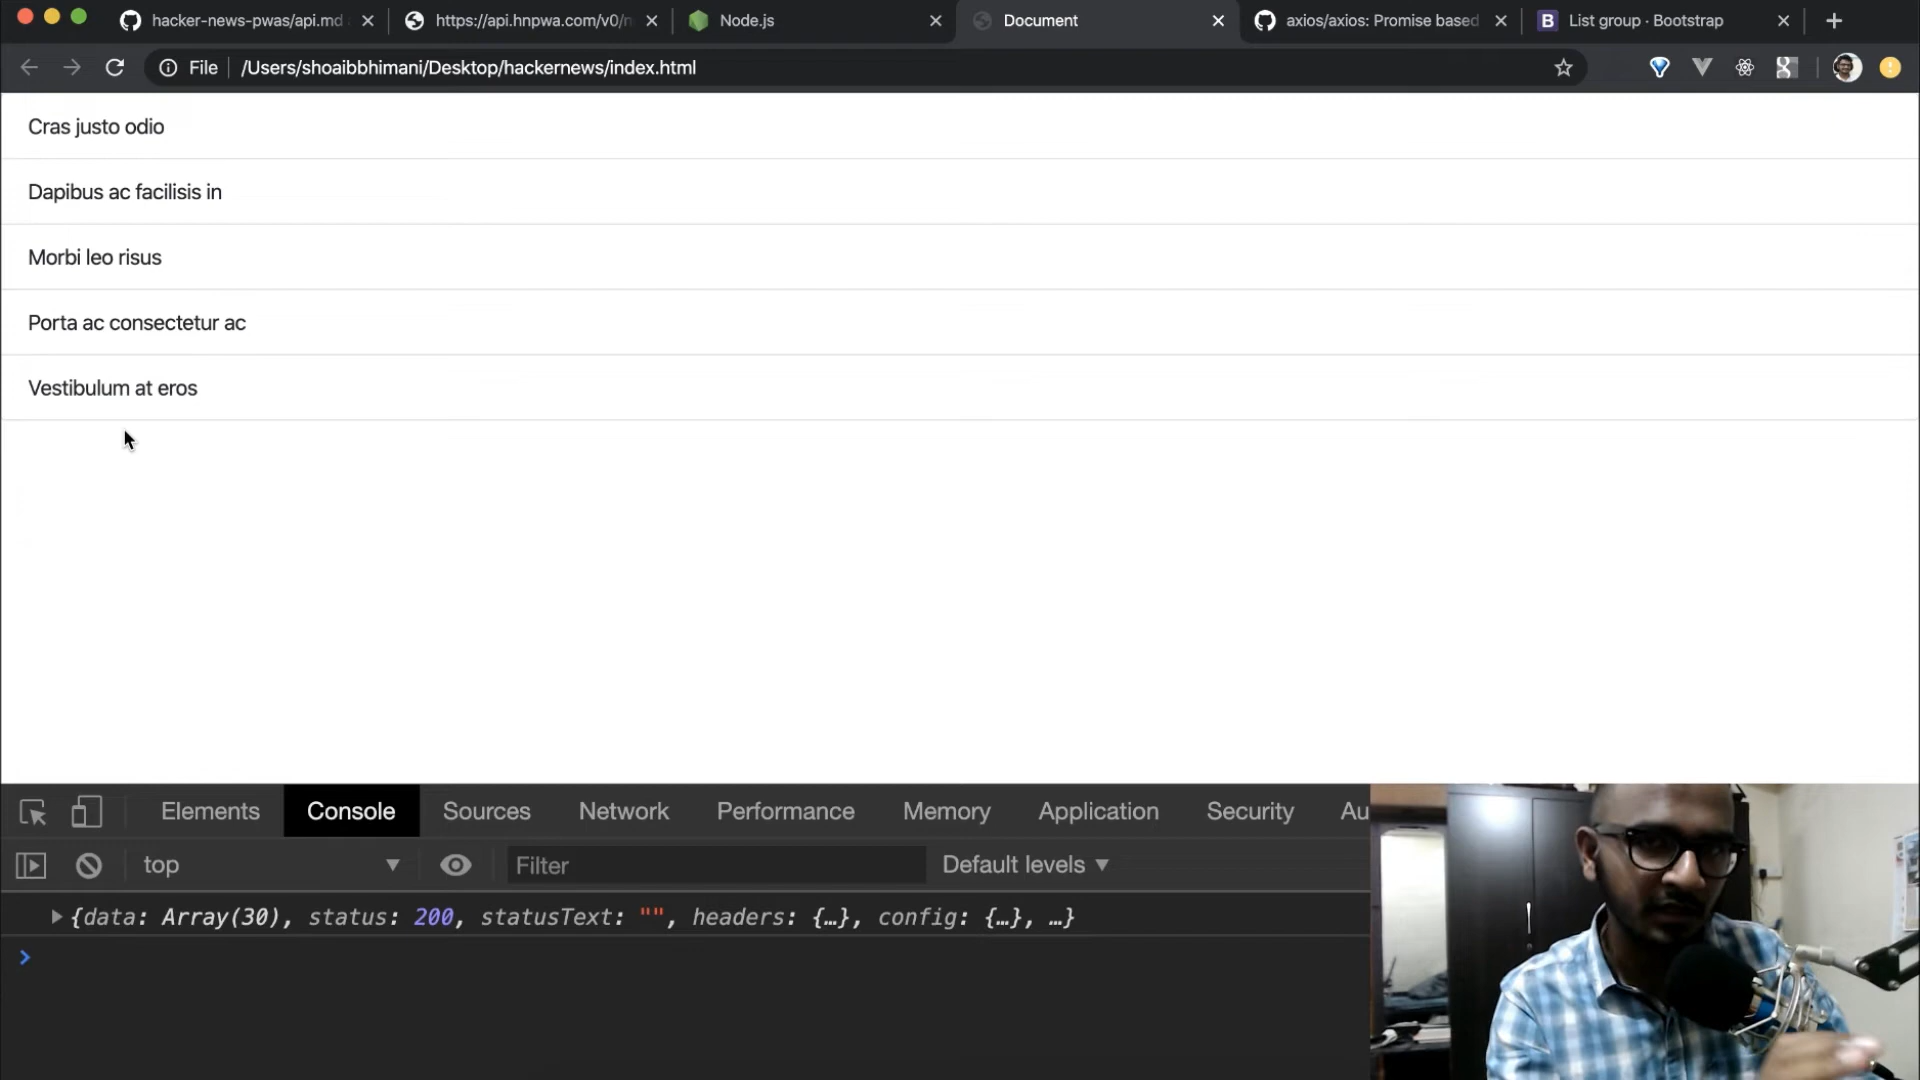 hacker-news-pwas/api.md
https://api.hnpwa.com/v0/n
Node.js
Document
axios/axios: Promise based
List group · Bootstrap
File
/Users/shoaibbhimani/Desktop/hackernews/index.html
Cras justo odio
Dapibus ac facilisis in
Morbi leo risus
Porta ac consectetur ac
Vestibulum at eros
Elements
Console
Sources
Network
Performance
Memory
Application
Security
Au
top
Filter
Default levels
{data: Array(30), status: 200, statusText: "", headers: {…}, config: {…}, …}